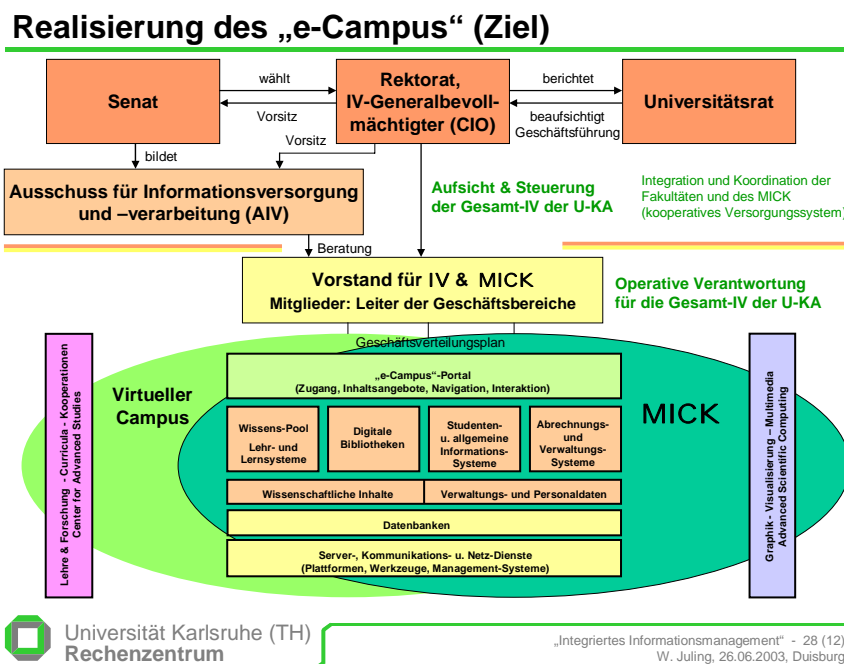 Realisierung des „e-Campus“ (Ziel)
Senat
wählt
Vorsitz
Rektorat,
IV-Generalbevoll-
mächtigter (CIO)
berichtet
beaufsichtigt
Geschäftsführung
Universitätsrat
bildet
Vorsitz
Ausschuss für Informationsversorgung
und –verarbeitung (AIV)
Aufsicht & Steuerung
der Gesamt-IV der U-KA
Integration und Koordination der
Fakultäten und des MICK
(kooperatives Versorgungssystem)
Beratung
Vorstand für IV & MICK
Mitglieder: Leiter der Geschäftsbereiche
Operative Verantwortung
für die Gesamt-IV der U-KA
Geschäftsverteilungsplan
Lehre & Forschung - Curricula - Kooperationen
Center for Advanced Studies
Virtueller
Campus
„e-Campus“-Portal
(Zugang, Inhaltsangebote, Navigation, Interaktion)
Wissens-Pool
Lehr- und
Lernsysteme
Digitale
Bibliotheken
Studenten-
u. allgemeine
Informations-
Systeme
Abrechnungs-
und
Verwaltungs-
Systeme
MICK
Wissenschaftliche Inhalte
Verwaltungs- und Personaldaten
Datenbanken
Server-, Kommunikations- u. Netz-Dienste
(Plattformen, Werkzeuge, Management-Systeme)
Graphik - Visualisierung – Multimedia
Advanced Scientific Computing
Universität Karlsruhe (TH)
Rechenzentrum
„Integriertes Informationsmanagement“ - 28 (12)
W. Juling, 26.06.2003, Duisburg